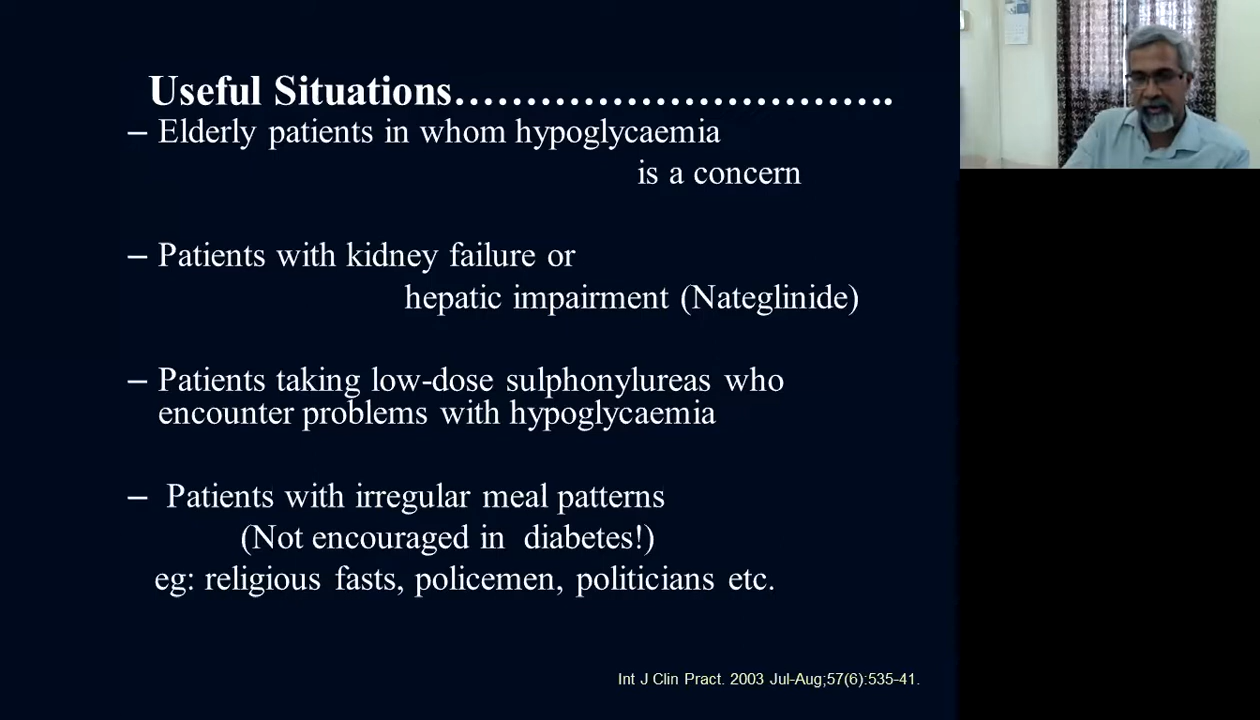 Useful Situations…………………………..
– Elderly patients in whom hypoglycaemia
is a concern
– Patients with kidney failure or
hepatic impairment (Nateglinide)
– Patients taking low-dose sulphonylureas who
encounter problems with hypoglycaemia
– Patients with irregular meal patterns
(Not encouraged in diabetes!)
eg: religious fasts, policemen, politicians etc.
Int J Clin Pract. 2003 Jul-Aug;57(6):535-41.